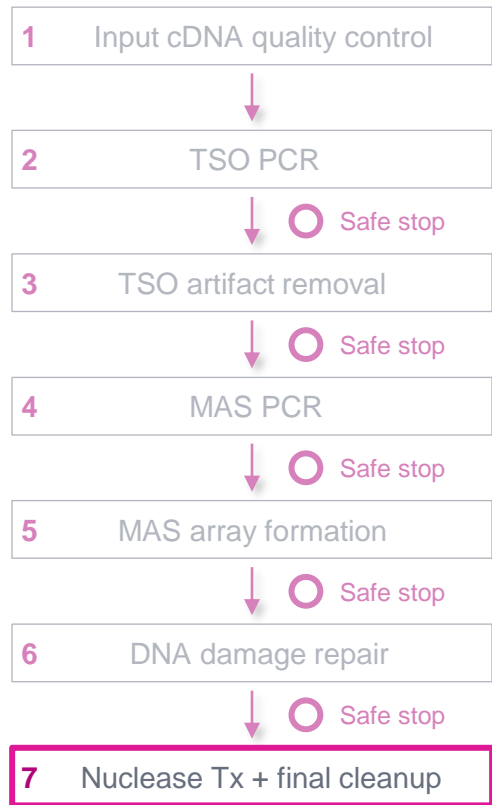 1 Input cDNA quality control
2 TSO PCR
Safe stop
3 TSO artifact removal
Safe stop
4 MAS PCR
Safe stop
5 MAS array formation
Safe stop
6 DNA damage repair
Safe stop
7 Nuclease Tx + final cleanup